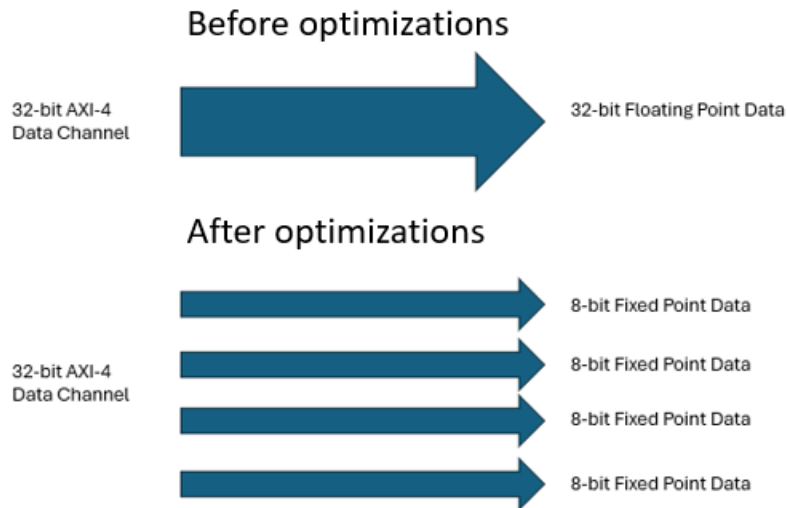 Before optimizations
32-bit AXI-4
Data Channel
32-bit Floating Point Data
After optimizations
8-bit Fixed Point Data
8-bit Fixed Point Data
32-bit AXI-4
Data Channel
8-bit Fixed Point Data
8-bit Fixed Point Data